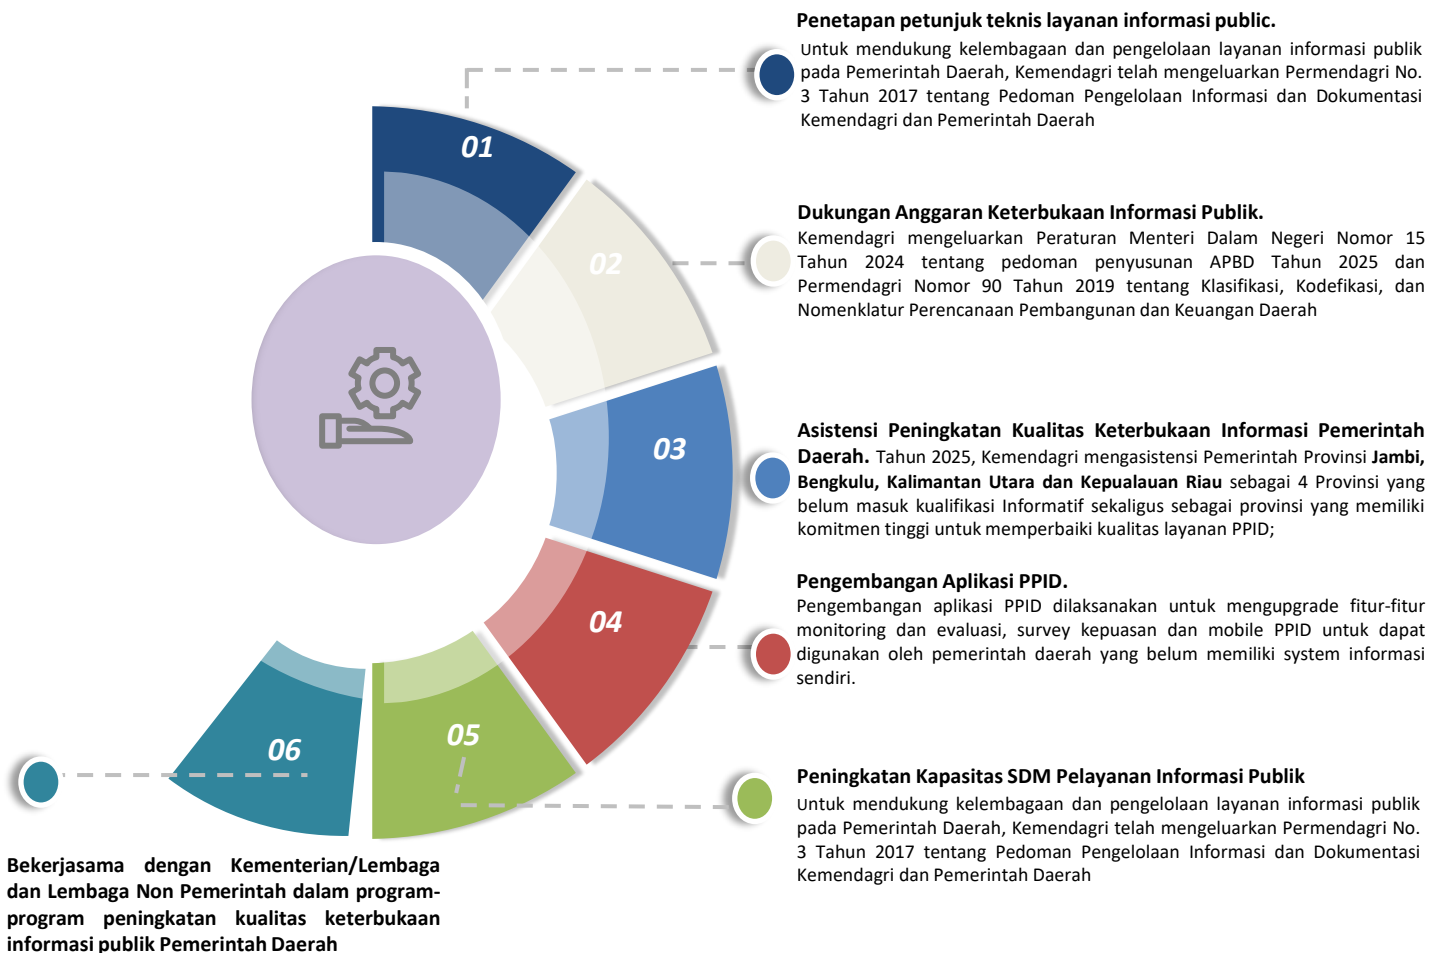 Penetapan petunjuk teknis layanan informasi public.
Untuk mendukung kelembagaan dan pengelolaan layanan informasi publik
pada Pemerintah Daerah, Kemendagri telah mengeluarkan Permendagri No.
3 Tahun 2017 tentang Pedoman Pengelolaan Informasi dan Dokumentasi
Kemendagri dan Pemerintah Daerah
01
Dukungan Anggaran Keterbukaan Informasi Publik.
Kemendagri mengeluarkan Peraturan Menteri Dalam Negeri Nomor 15
Tahun 2024 tentang pedoman penyusunan APBD Tahun 2025 dan
Permendagri Nomor 90 Tahun 2019 tentang Klasifikasi, Kodefikasi, dan
Nomenklatur Perencanaan Pembangunan dan Keuangan Daerah
02
Asistensi Peningkatan Kualitas Keterbukaan Informasi Pemerintah
Daerah. Tahun 2025, Kemendagri mengasistensi Pemerintah Provinsi Jambi,
Bengkulu, Kalimantan Utara dan Kepualauan Riau sebagai 4 Provinsi yang
belum masuk kualifikasi Informatif sekaligus sebagai provinsi yang memiliki
komitmen tinggi untuk memperbaiki kualitas layanan PPID;
03
Pengembangan Aplikasi PPID.
Pengembangan aplikasi PPID dilaksanakan untuk mengupgrade fitur-fitur
monitoring dan evaluasi, survey kepuasan dan mobile PPID untuk dapat
digunakan oleh pemerintah daerah yang belum memiliki system informasi
sendiri.
04
Peningkatan Kapasitas SDM Pelayanan Informasi Publik
Untuk mendukung kelembagaan dan pengelolaan layanan informasi publik
pada Pemerintah Daerah, Kemendagri telah mengeluarkan Permendagri No.
3 Tahun 2017 tentang Pedoman Pengelolaan Informasi dan Dokumentasi
Kemendagri dan Pemerintah Daerah
05
06
Bekerjasama dengan Kementerian/Lembaga
dan Lembaga Non Pemerintah dalam program-
program peningkatan kualitas keterbukaan
informasi publik Pemerintah Daerah